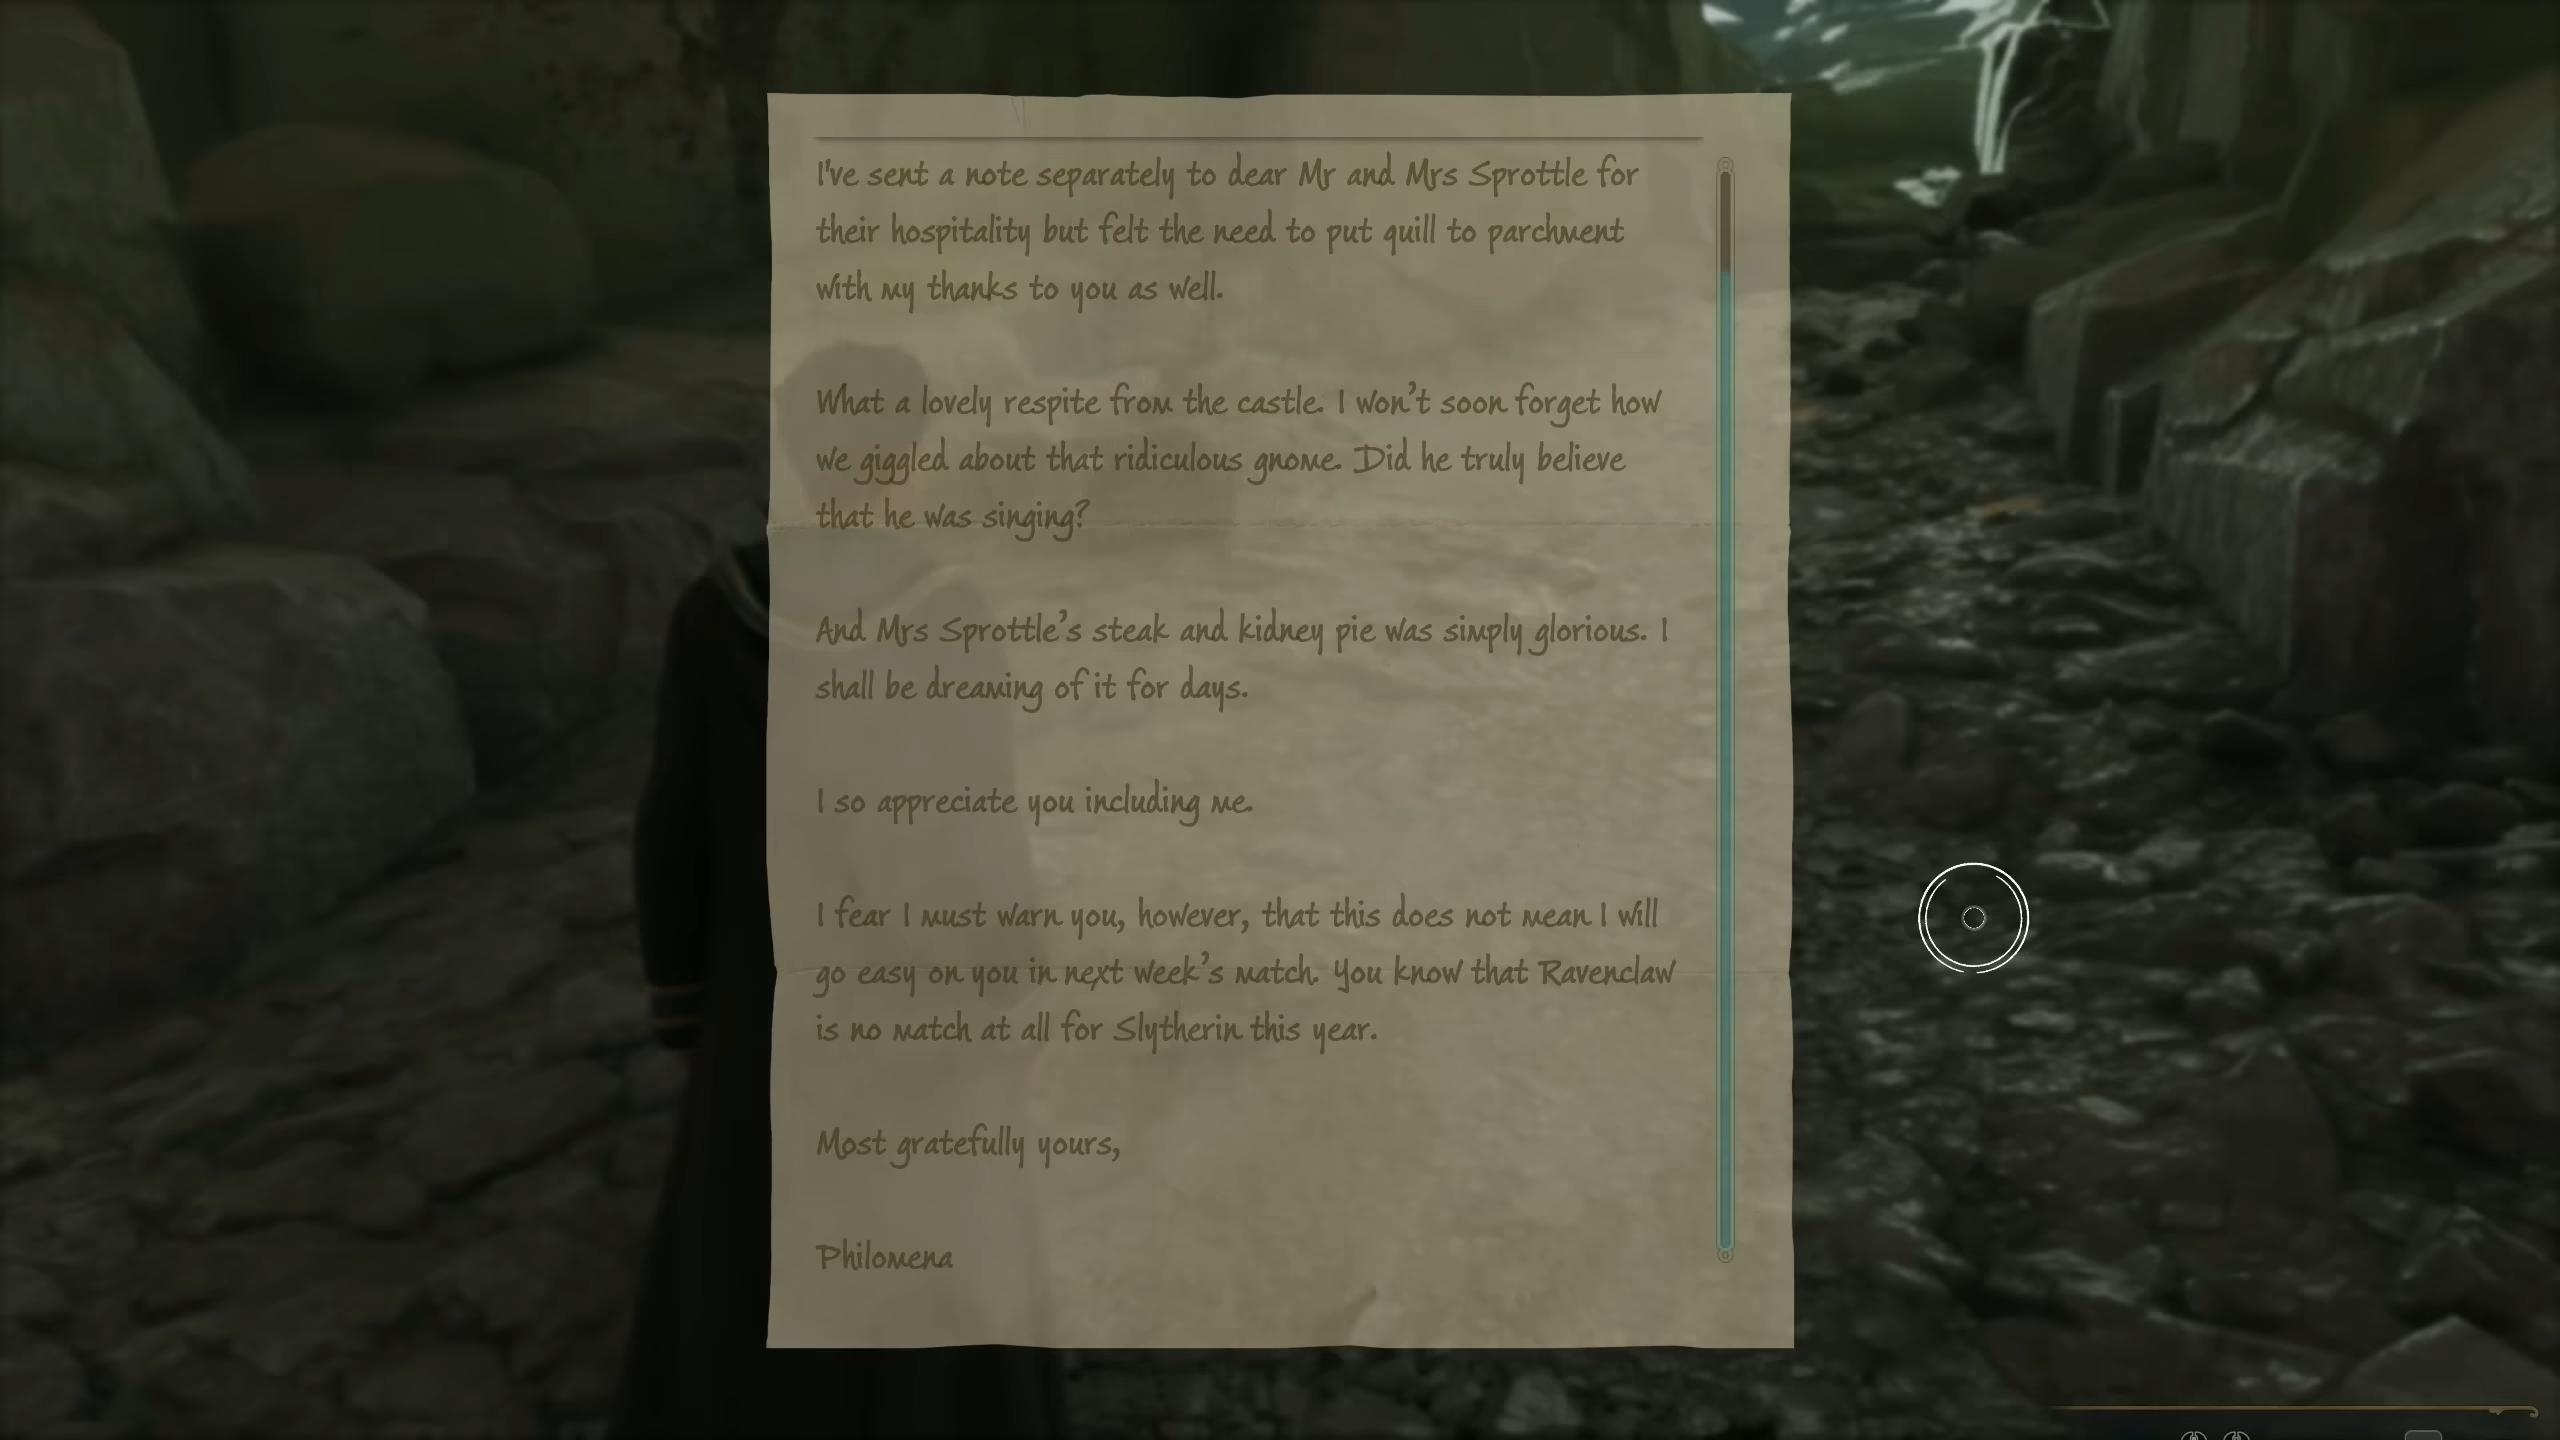 I've sent a note separately to dear Mr and Mrs Sprottle for
their hospitality but felt the need to put quill to parchment
with my thanks to you as well.
What a lovely respite from the castle. I won't soon forget how
we giggled about that ridiculous gnome. Did he truly believe
that he was singing?
And Mrs Sprottle's steak and kidney pie was simply glorious. I
shall be dreaming of it for days.
I so appreciate you including me.
I fear I must warn you, however, that this does not mean I will
go easy on you in next week's match. You know that Ravenclaw
is no match at all for Slytherin this year.
Most gratefully yours,
Philomena